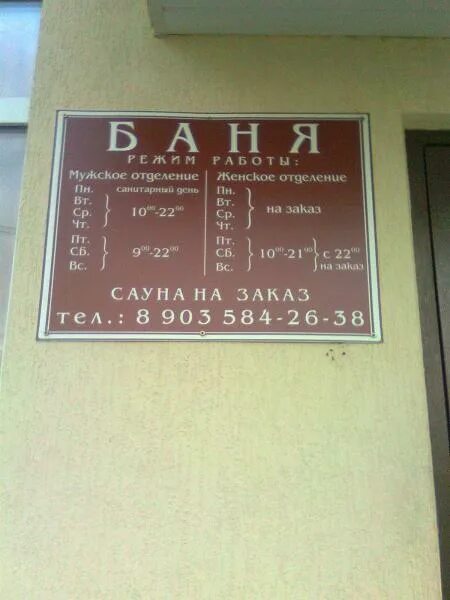 БАНЯ
РЕЖИМ РАБОТЫ:
Мужское отделение
Пн. санитарный день
Вт.
Ср. 10⁰⁰-22⁰⁰
Чт.
Пт.
Сб. 9⁰⁰-22⁰⁰
Вс.
Женское отделение
Пн.
Вт.
Ср. на заказ
Чт.
Пт.
Сб. 10⁰⁰-21⁰⁰ с 22⁰⁰
Вс. на заказ
САУНА НА ЗАКАЗ
тел.: 8 903 584-26-38